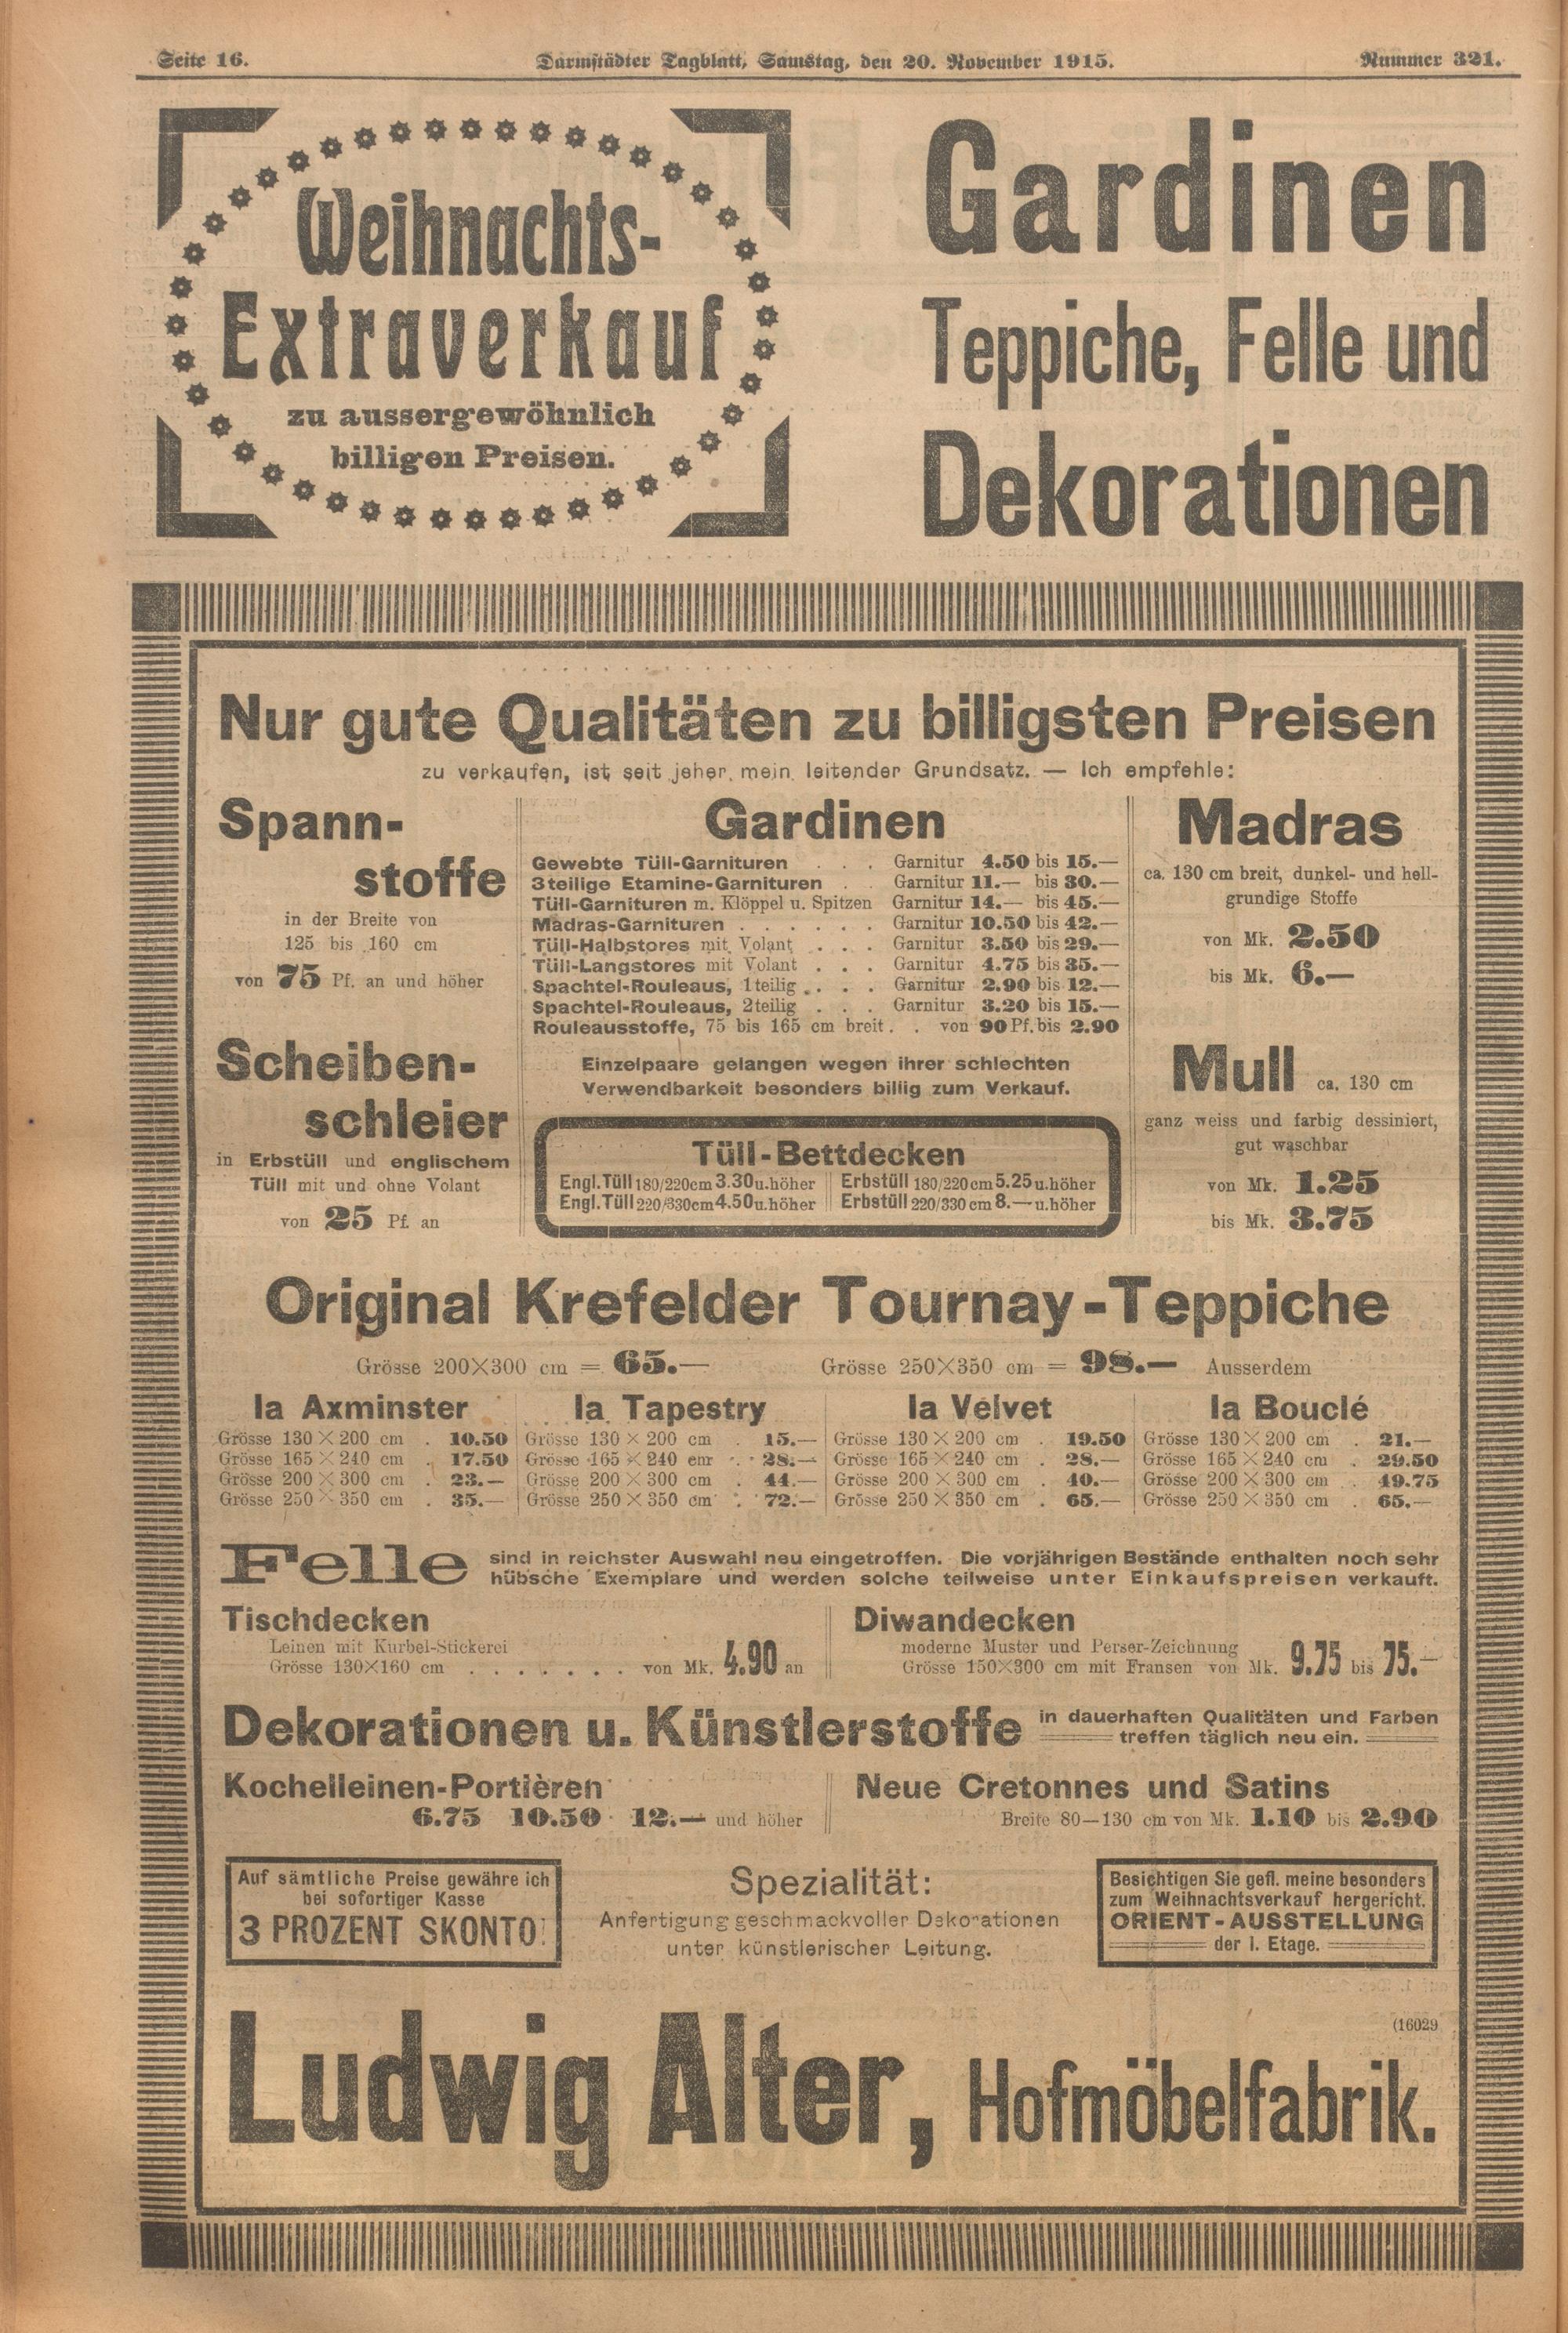 Seite 16.
Darmstädter Tagblatt, Samstag, den 20. November 1915.
Nummer 321.
Weihnachts-
Extraverkauf
zu aussergewöhnlich
billigen Preisen.
Gardinen
Teppiche, Felle und
Dekorationen
Nur gute Qualitäten zu billigsten Preisen
zu verkaufen, ist seit jeher mein leitender Grundsatz. — Ich empfehle:
Spann-
stoffe
in der Breite von
125 bis 160 cm
von 75 Pf. an und höher
Scheiben-
schleier
in Erbstüll und englischem
Tüll mit und ohne Volant
von 25 Pf. an
Gardinen
Gewebte Tüll-Garnituren . . . Garnitur 4.50 bis 15.—
3teilige Etamine-Garnituren . . Garnitur 11.— bis 30.—
Tüll-Garnituren m. Klöppel u. Spitzen Garnitur 14.— bis 45.—
Madras-Garnituren . . . . . . Garnitur 10.50 bis 42.—
Tüll-Halbstores mit Volant . . . Garnitur 3.50 bis 29.—
Tüll-Langstores mit Volant . . . Garnitur 4.75 bis 35.—
Spachtel-Rouleaus, 1teilig . . . . Garnitur 2.90 bis 12.—
Spachtel-Rouleaus, 2teilig . . . Garnitur 3.20 bis 15.—
Rouleausstoffe, 75 bis 165 cm breit . . von 90 Pf. bis 2.90
Einzelpaare gelangen wegen ihrer schlechten
Verwendbarkeit besonders billig zum Verkauf.
Tüll-Bettdecken
Engl. Tüll 180/220 cm 3.30 u. höher Erbstüll 180/220 cm 5.25 u. höher
Engl. Tüll 220/330 cm 4.50 u. höher Erbstüll 220/330 cm 8.— u. höher
Madras
ca. 130 cm breit, dunkel- und hell-
grundige Stoffe
von Mk. 2.50
bis Mk. 6.—
Mull ca. 130 cm
ganz weiss und farbig dessiniert,
gut waschbar
von Mk. 1.25
bis Mk. 3.75
Original Krefelder Tournay-Teppiche
Grösse 200×300 cm = 65.— Grösse 250×350 cm = 98.— Ausserdem
Ia Axminster
Grösse 130 × 200 cm . 10.50
Grösse 165 × 240 cm . 17.50
Grösse 200 × 300 cm . 23.—
Grösse 250 × 350 cm . 35.—
Ia Tapestry
Grösse 130 × 200 cm . 15.—
Grösse 165 × 240 cm . 28.—
Grösse 200 × 300 cm . 44.—
Grösse 250 × 350 cm . 72.—
Ia Velvet
Grösse 130 × 200 cm . 19.50
Grösse 165 × 240 cm . 28.—
Grösse 200 × 300 cm . 40.—
Grösse 250 × 350 cm . 65.—
Ia Bouclé
Grösse 130 × 200 cm . 21.—
Grösse 165 × 240 cm . 29.50
Grösse 200 × 300 cm . 49.75
Grösse 250 × 350 cm . 65.—
Felle sind in reichster Auswahl neu eingetroffen. Die vorjährigen Bestände enthalten noch sehr
hübsche Exemplare und werden solche teilweise unter Einkaufspreisen verkauft.
Tischdecken
Leinen mit Kurbel-Stickerei
Grösse 130×160 cm . . . . . . . von Mk. 4.90 an
Diwandecken
moderne Muster und Perser-Zeichnung
Grösse 150×300 cm mit Fransen von Mk. 9.75 bis 75.—
Dekorationen u. Künstlerstoffe in dauerhaften Qualitäten und Farben
treffen täglich neu ein.
Kochelleinen-Portièren
6.75 10.50 12.— und höher
Neue Cretonnes und Satins
Breite 80—130 cm von Mk. 1.10 bis 2.90
Auf sämtliche Preise gewähre ich
bei sofortiger Kasse
3 PROZENT SKONTO!
Spezialität:
Anfertigung geschmackvoller Dekorationen
unter künstlerischer Leitung.
Besichtigen Sie gefl. meine besonders
zum Weihnachtsverkauf hergericht.
ORIENT-AUSSTELLUNG
der I. Etage.
(16029
Ludwig Alter, Hofmöbelfabrik.